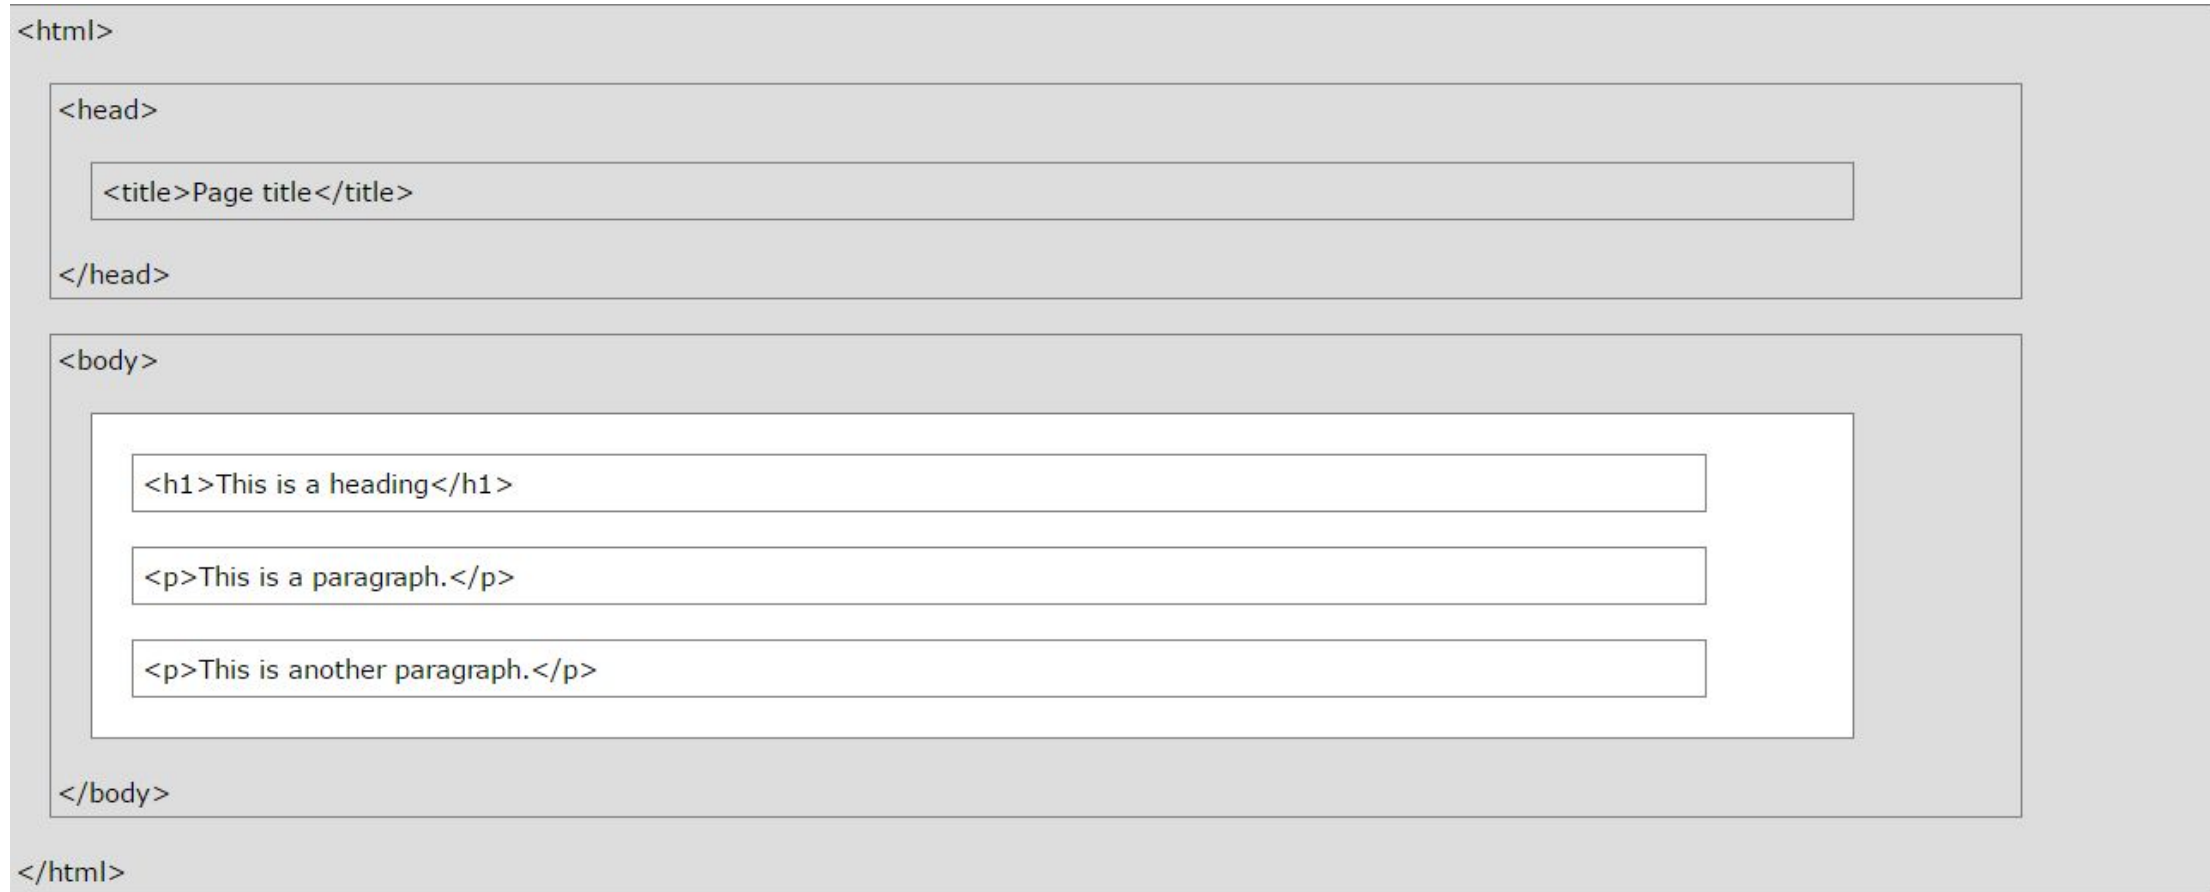 <html>
<head>
<title>Page title</title>
</head>
<body>
<h1>This is a heading</h1>
<p>This is a paragraph.</p>
<p>This is another paragraph.</p>
</body>
</html>